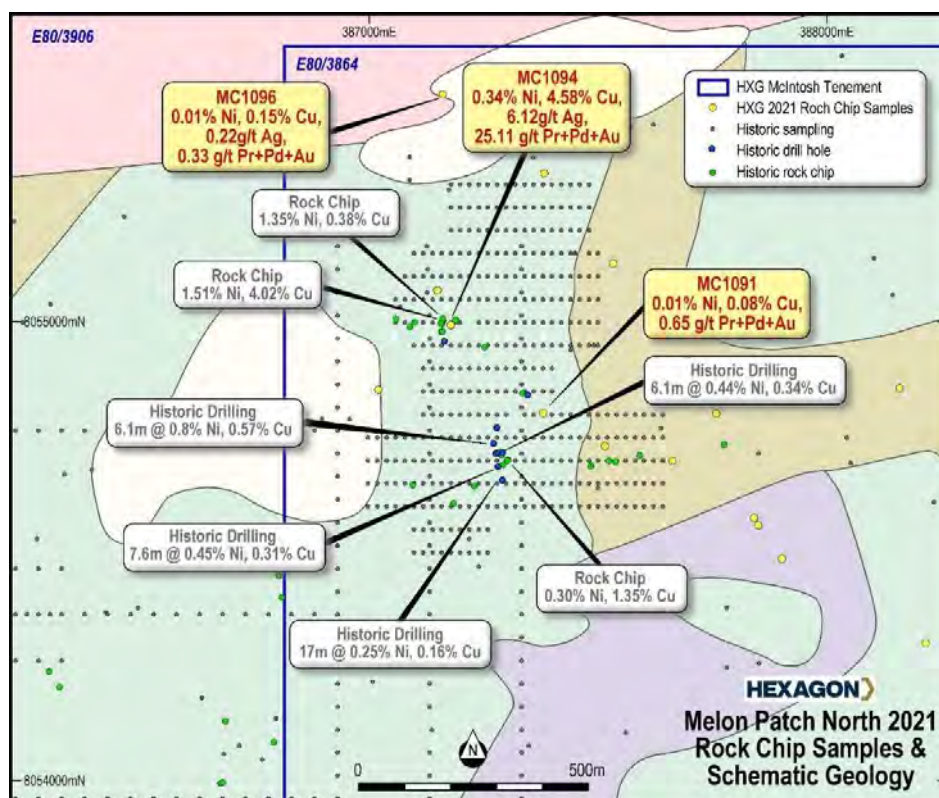 387000mE
388000mE
E80/3906
E80/3864
MC1096
0.01% Ni, 0.15% Cu,
0.22g/t Ag,
0.33 g/t Pr+Pd+Au
MC1094
0.34% Ni, 4.58% Cu,
6.12g/t Ag,
25.11 g/t Pr+Pd+Au
HXG McIntosh Tenement
HXG 2021 Roch Chip Samples
Historic sampling
Historic drill hole
Historic rock chip
Rock Chip
1.35% Ni, 0.38% Cu
Rock Chip
1.51% Ni, 4.02% Cu
MC1091
0.01% Ni, 0.08% Cu,
0.65 g/t Pr+Pd+Au
8055000mN
Historic Drilling
6.1m @ 0.44% Ni, 0.34% Cu
Historic Drilling
6.1m @ 0.8% Ni, 0.57% Cu
Historic Drilling
7.6m @ 0.45% Ni, 0.31% Cu
Rock Chip
0.30% Ni, 1.35% Cu
Historic Drilling
17m @ 0.25% Ni, 0.16% Cu
HEXAGON
Melon Patch North 2021
Rock Chip Samples &
Schematic Geology
N
0
500m
8054000mN